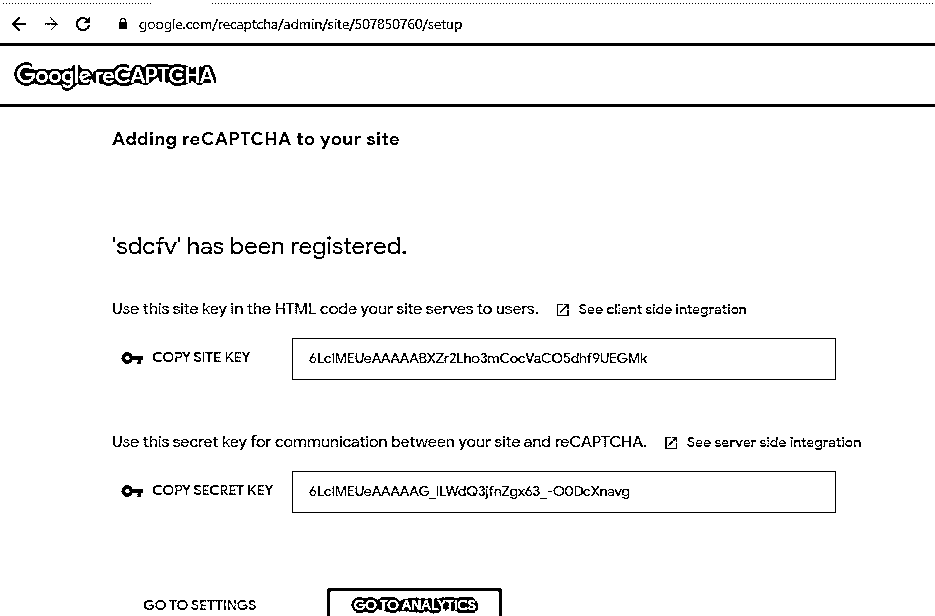 google.com/recaptcha/admin/site/507850760/setup
Google reCAPTCHA
Adding reCAPTCHA to your site
'sdcfv' has been registered.
Use this site key in the HTML code your site serves to users. See client side integration
COPY SITE KEY
Use this secret key for communication between your site and reCAPTCHA. See server side integration
COPY SECRET KEY
GO TO SETTINGS GO TO ANALYTICS